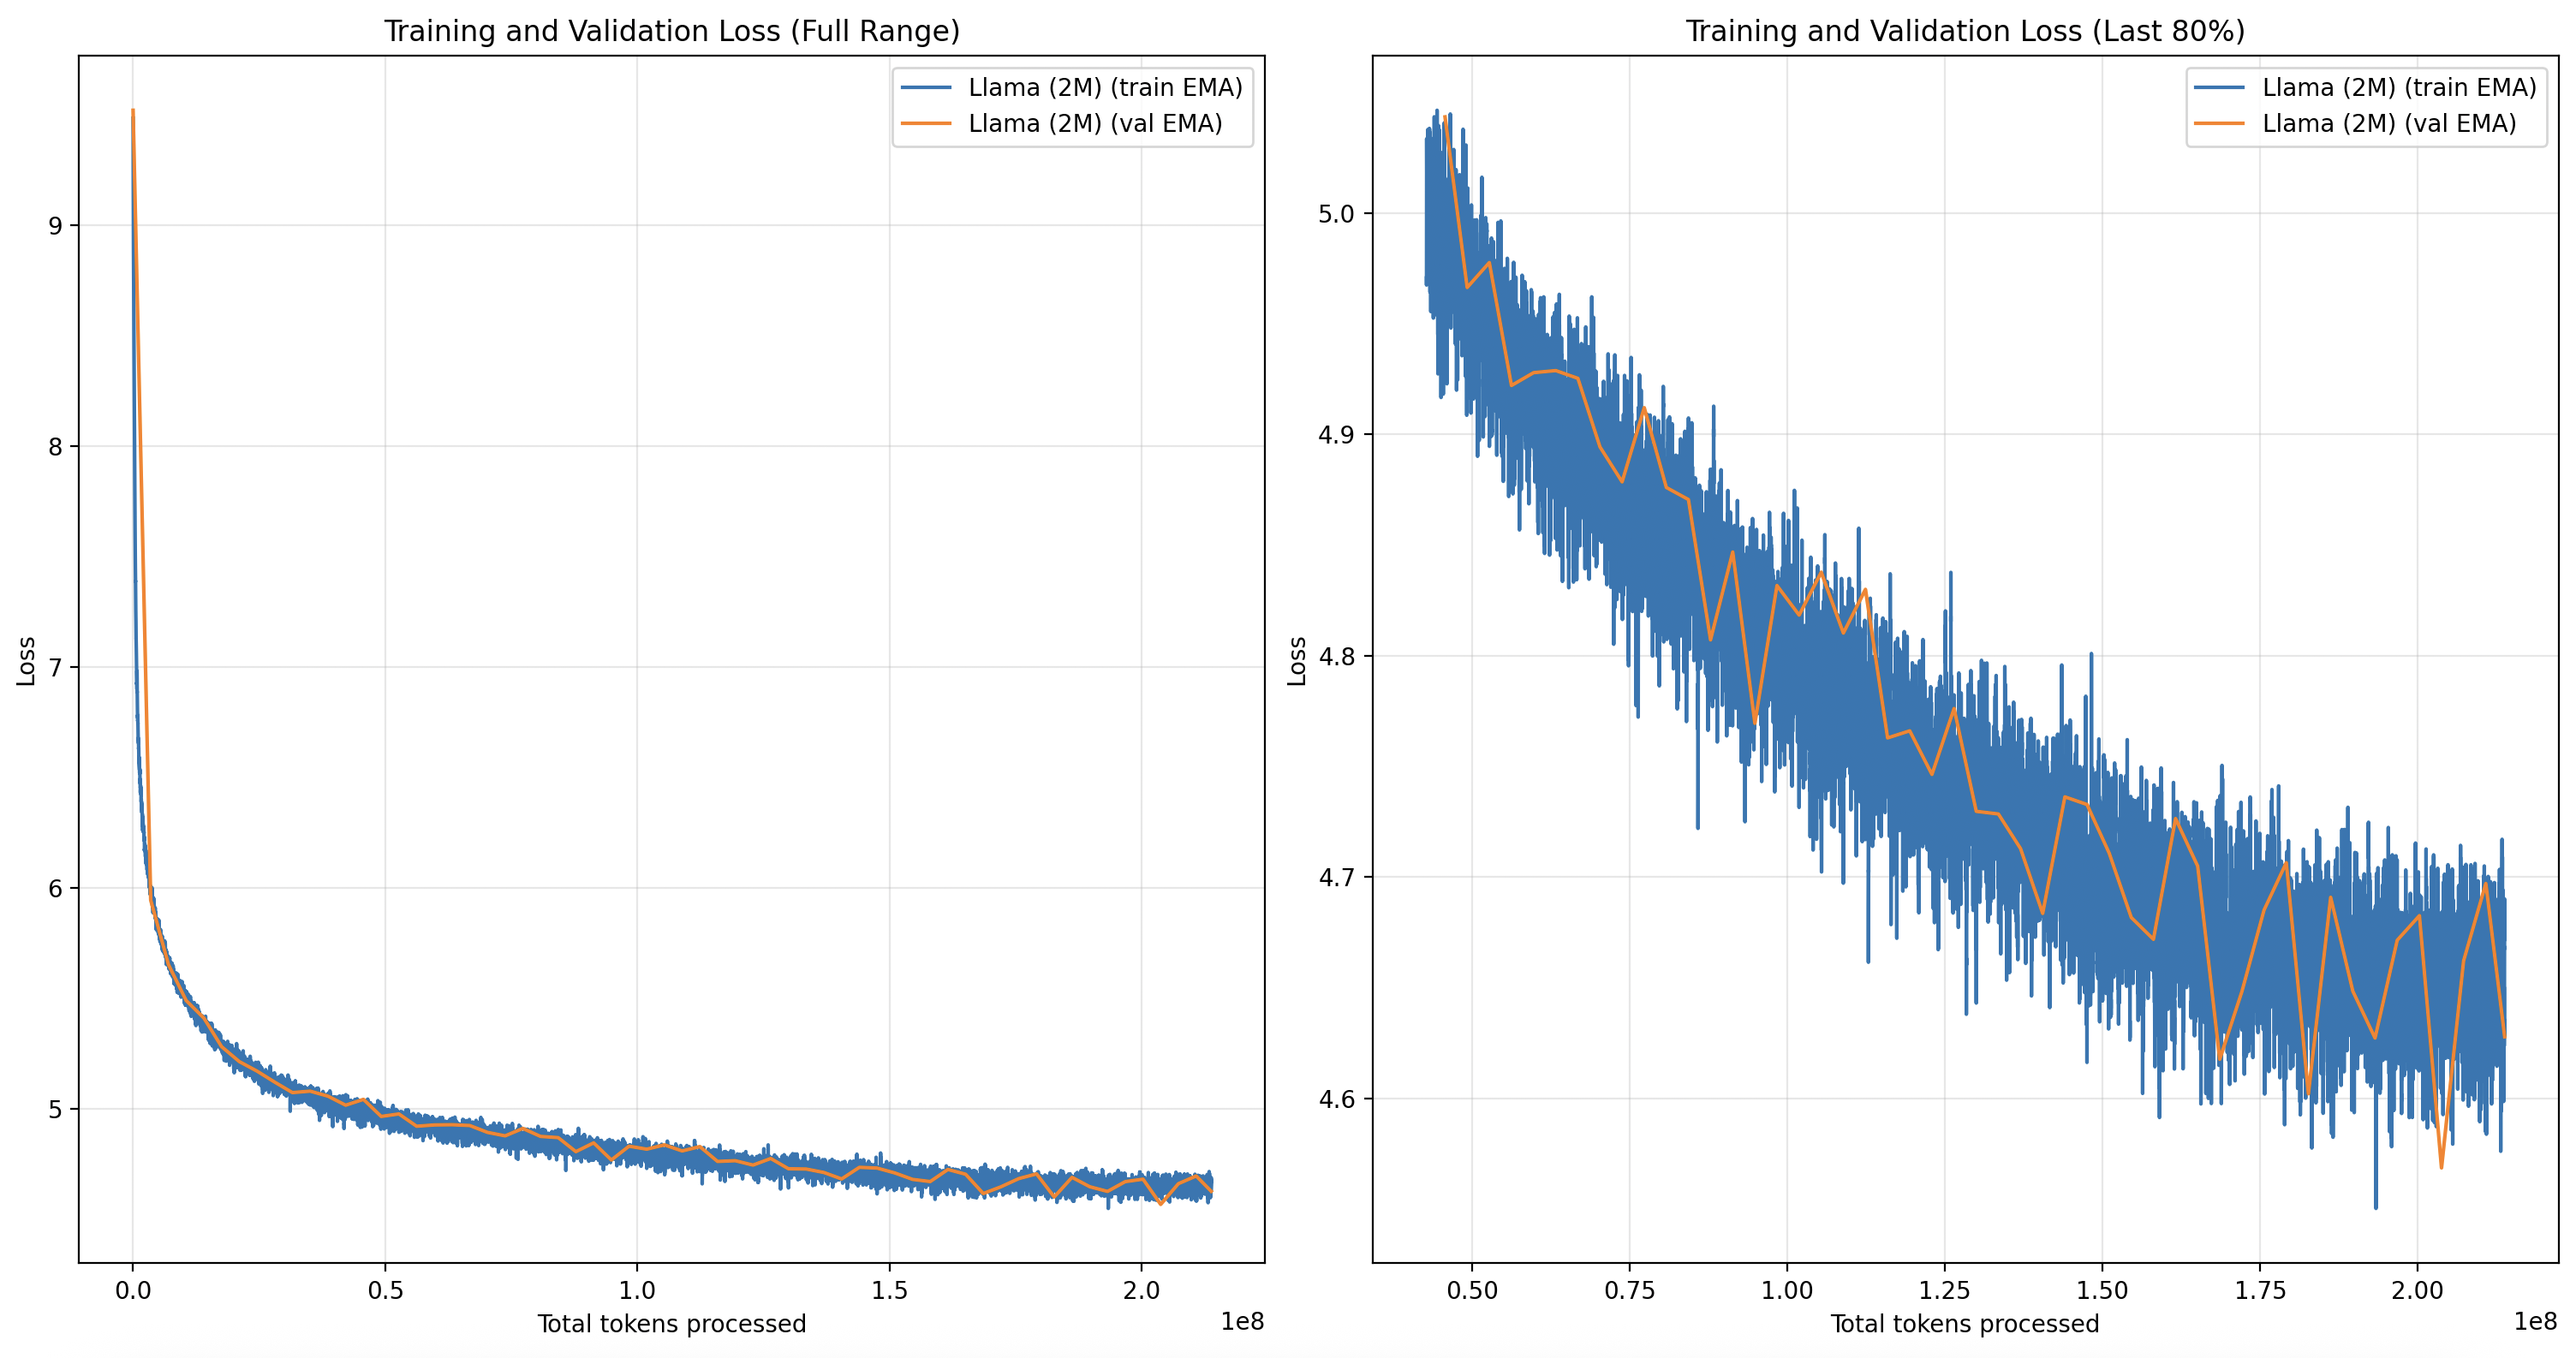 Training and Validation Loss (Full Range)
Llama (2M) (train EMA)
Llama (2M) (val EMA)
9
8
7
6
5
Loss
0.0 0.5 1.0 1.5 2.0
Total tokens processed
1e8
Training and Validation Loss (Last 80%)
Llama (2M) (train EMA)
Llama (2M) (val EMA)
5.0
4.9
4.8
4.7
4.6
Loss
0.50 0.75 1.00 1.25 1.50 1.75 2.00
Total tokens processed
1e8